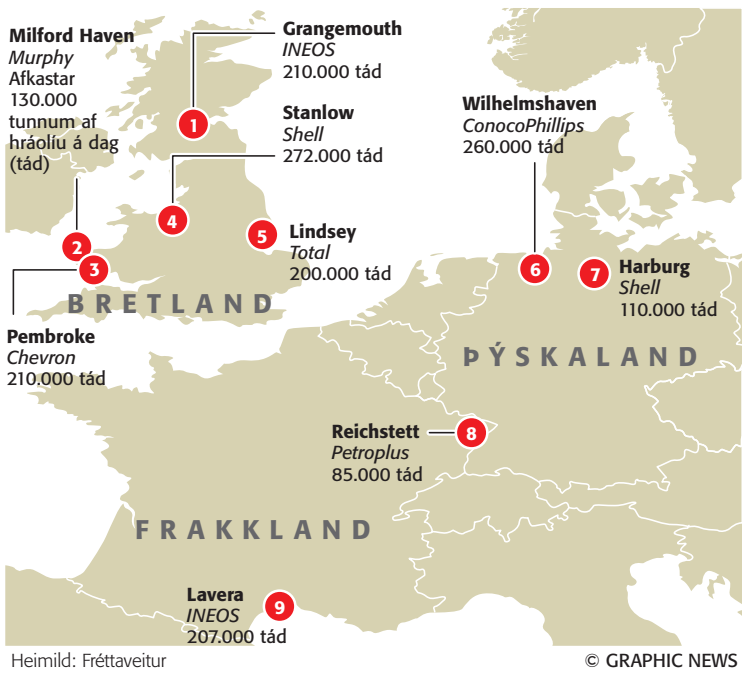 Milford Haven
Murphy
Afkastar
130.000
tunnum af
hráolíu á dag
(tád)
Grangemouth
INEOS
210.000 tád
Stanlow
Shell
272.000 tád
Wilhelmshaven
ConocoPhillips
260.000 tád
1
4
2
3
5
Lindsey
Total
200.000 tád
6
7
Harburg
Shell
110.000 tád
BRETLAND
Pembroke
Chevron
210.000 tád
ÞÝSKALAND
Reichstett
Petroplus
85.000 tád
8
FRAKKLAND
Lavera
INEOS
207.000 tád
9
Heimild: Fréttaveitur
© GRAPHIC NEWS